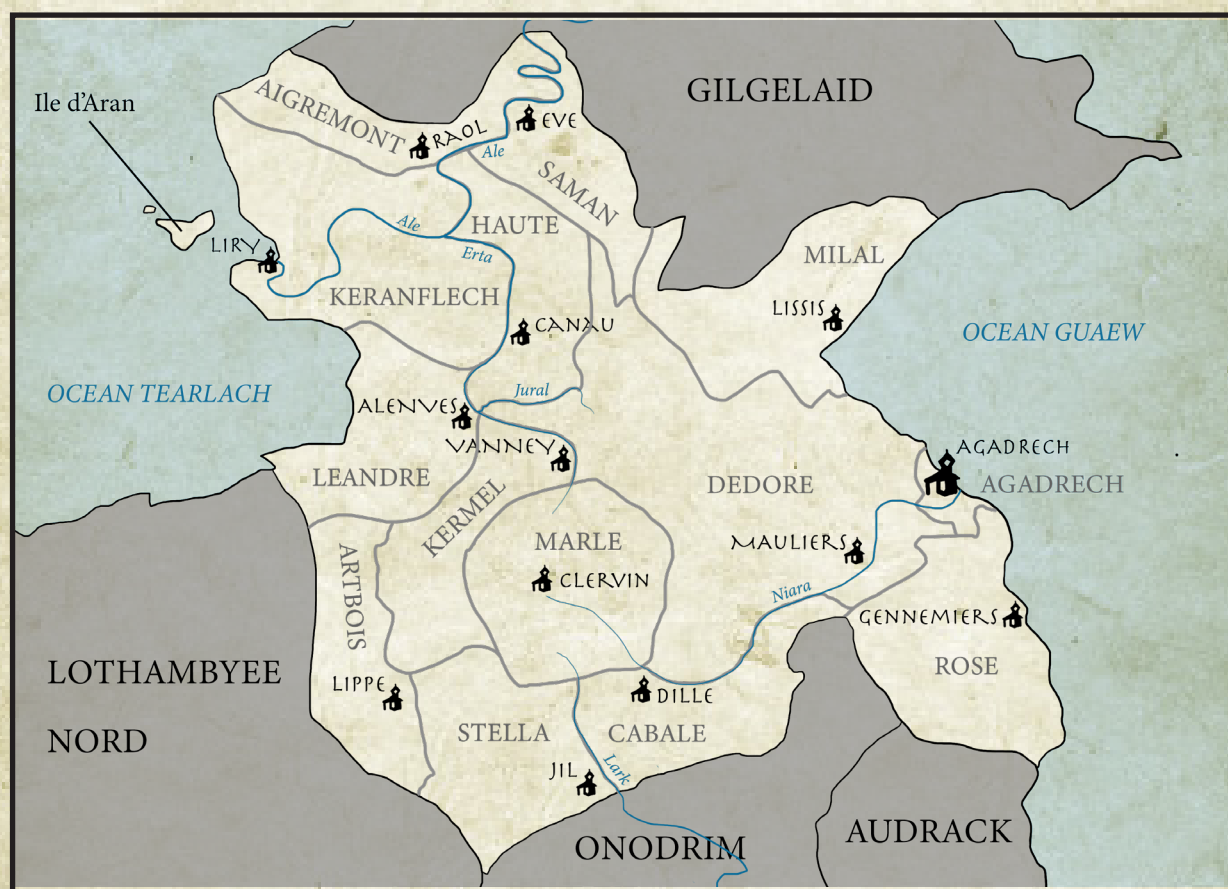 GILGELAID
Ile d'Aran
AIGREMONT
RAOL
EVE
Ale
SAMAN
HAUTE
Ale
LIRY
Erta
MILAL
KERANFLECH
LISSIS
CANAU
OCEAN GUAEW
OCEAN TEARLACH
Jural
ALENVES
VANNEY
AGADRECH
LEANDRE
DEDORE
AGADRECH
KERMEL
MARLE
MAULIERS
ARTBOIS
CLERVIN
Niara
GENNEMIERS
LOTHAMBYEE
NORD
ROSE
LIPPE
DILLE
STELLA
CABALE
JIL
Lark
ONODRIM
AUDRACK